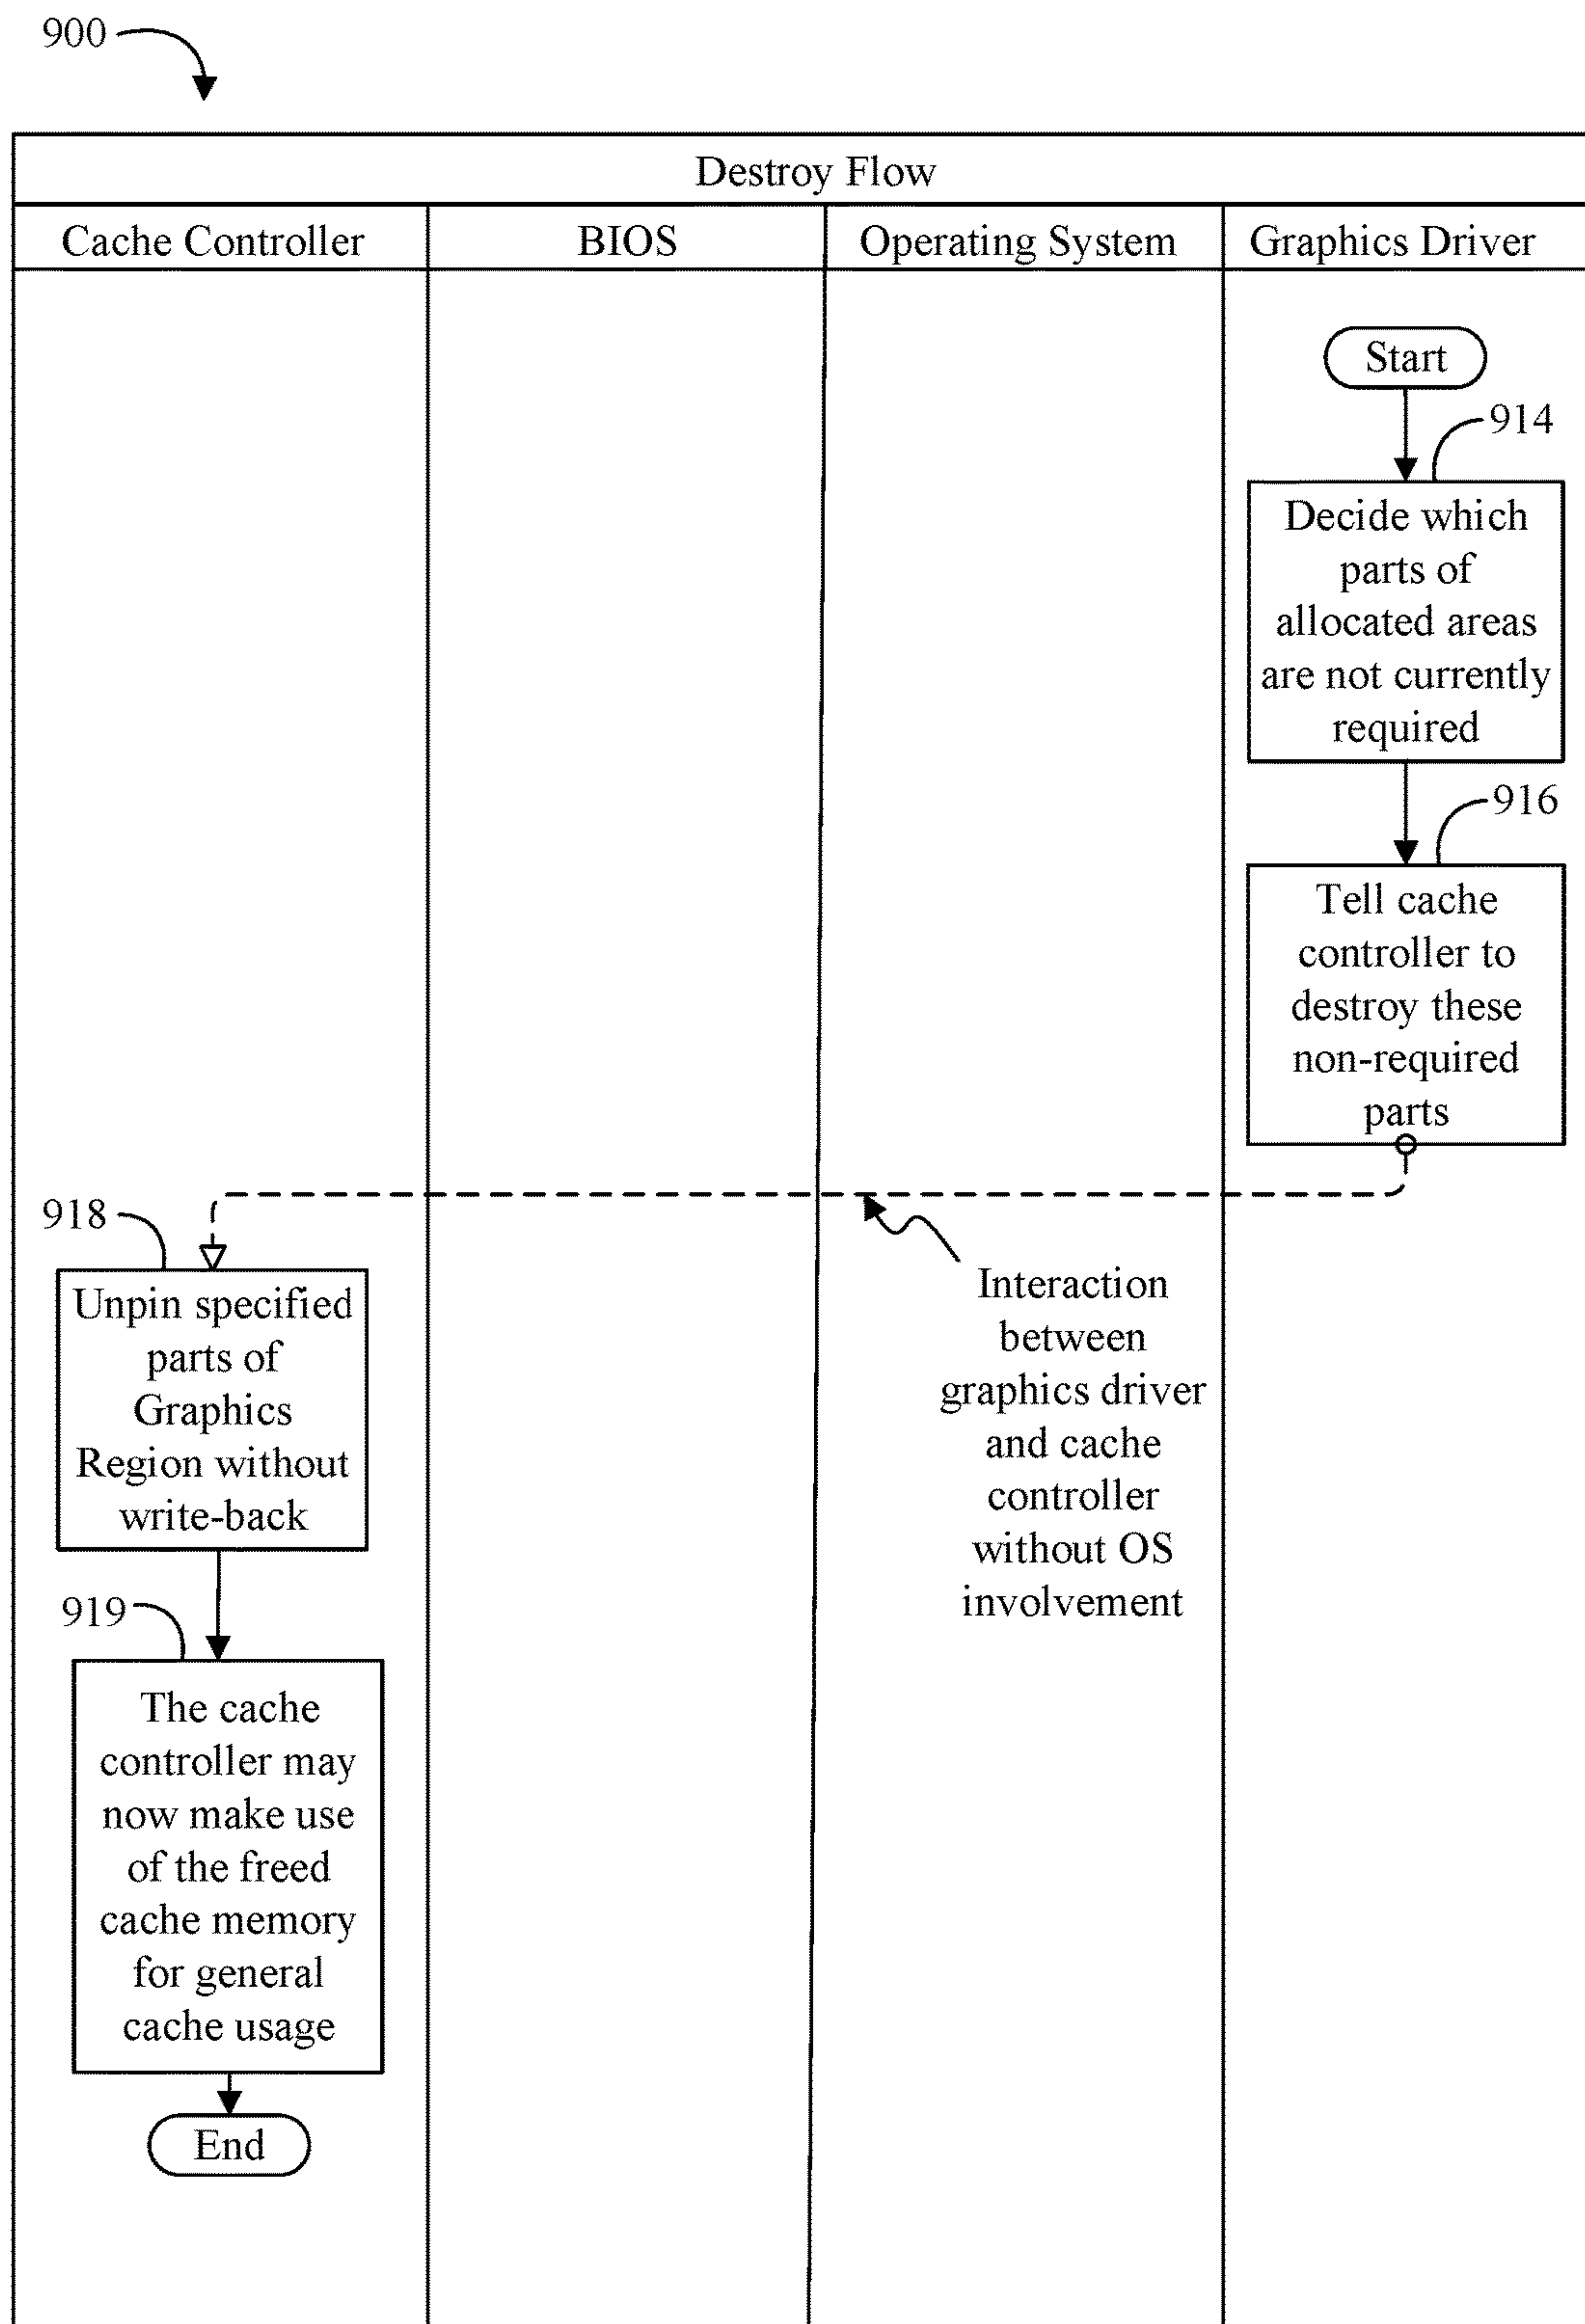 900
Destroy Flow
Cache Controller
BIOS
Operating System
Graphics Driver
Start
914
Decide which
parts of
allocated areas
are not currently
required
916
Tell cache
controller to
destroy these
non-required
parts
Interaction
between
graphics driver
and cache
controller
without OS
involvement
918
Unpin specified
parts of
Graphics
Region without
write-back
919
The cache
controller may
now make use
of the freed
cache memory
for general
cache usage
End